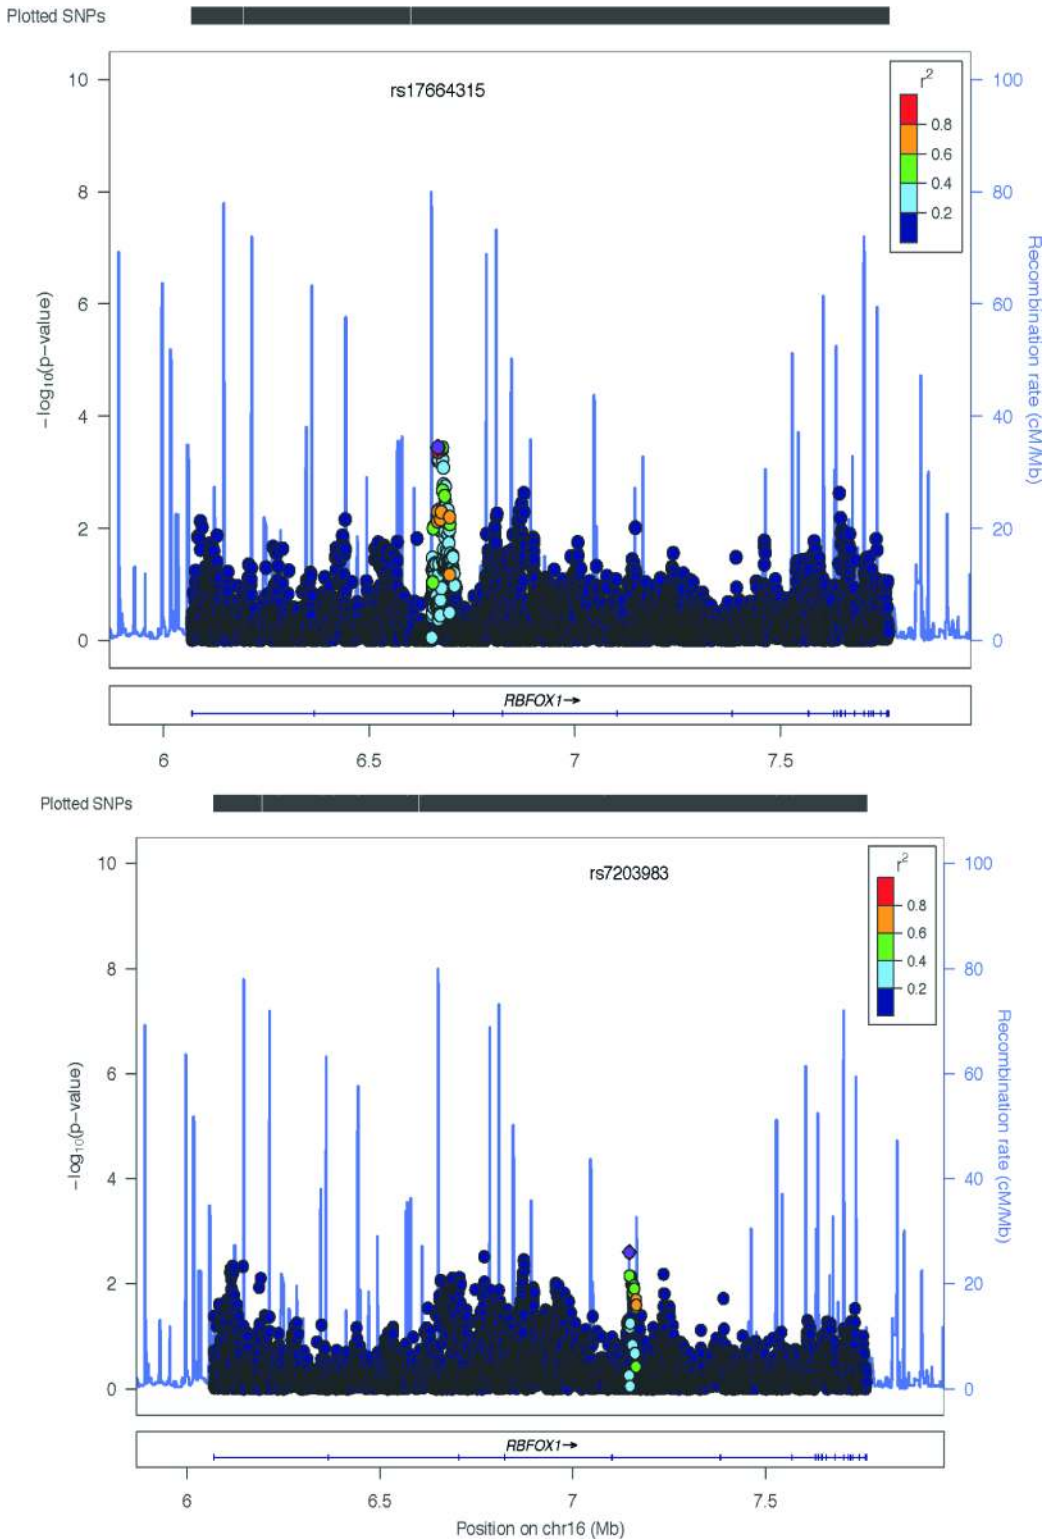 Plotted SNPs
rs17664315
r2
0.8
0.6
0.4
0.2
10
8
6
4
2
0
100
80
60
40
20
0
−log10(p−value)
Recombination rate (cM/Mb)
RBFOX1→
6 6.5 7 7.5
Plotted SNPs
rs7203983
r2
0.8
0.6
0.4
0.2
10
8
6
4
2
0
100
80
60
40
20
0
−log10(p−value)
Recombination rate (cM/Mb)
RBFOX1→
6 6.5 7 7.5
Position on chr16 (Mb)